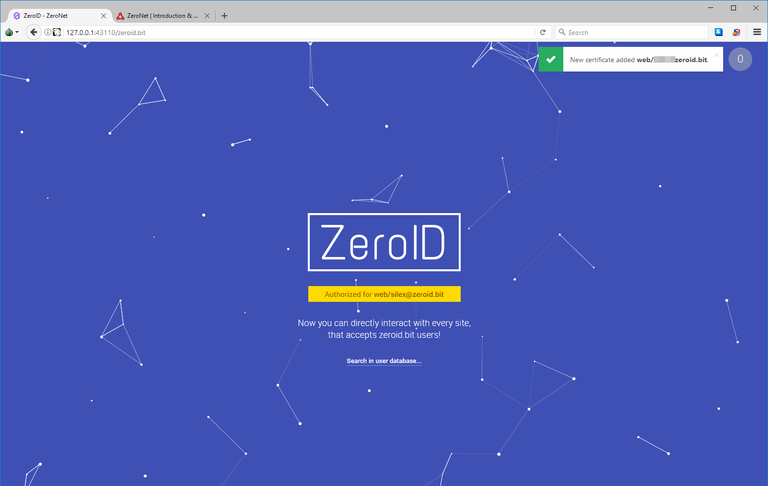 ZeroID - ZeroNet
ZeroNet | Introduction & ...
127.0.0.1:43110/zeroid.bit
Search
New certificate added web/ zeroid.bit.
0
ZeroID
Authorized for web/silex@zeroid.bit
Now you can directly interact with every site,
that accepts zeroid.bit users!
Search in user database...